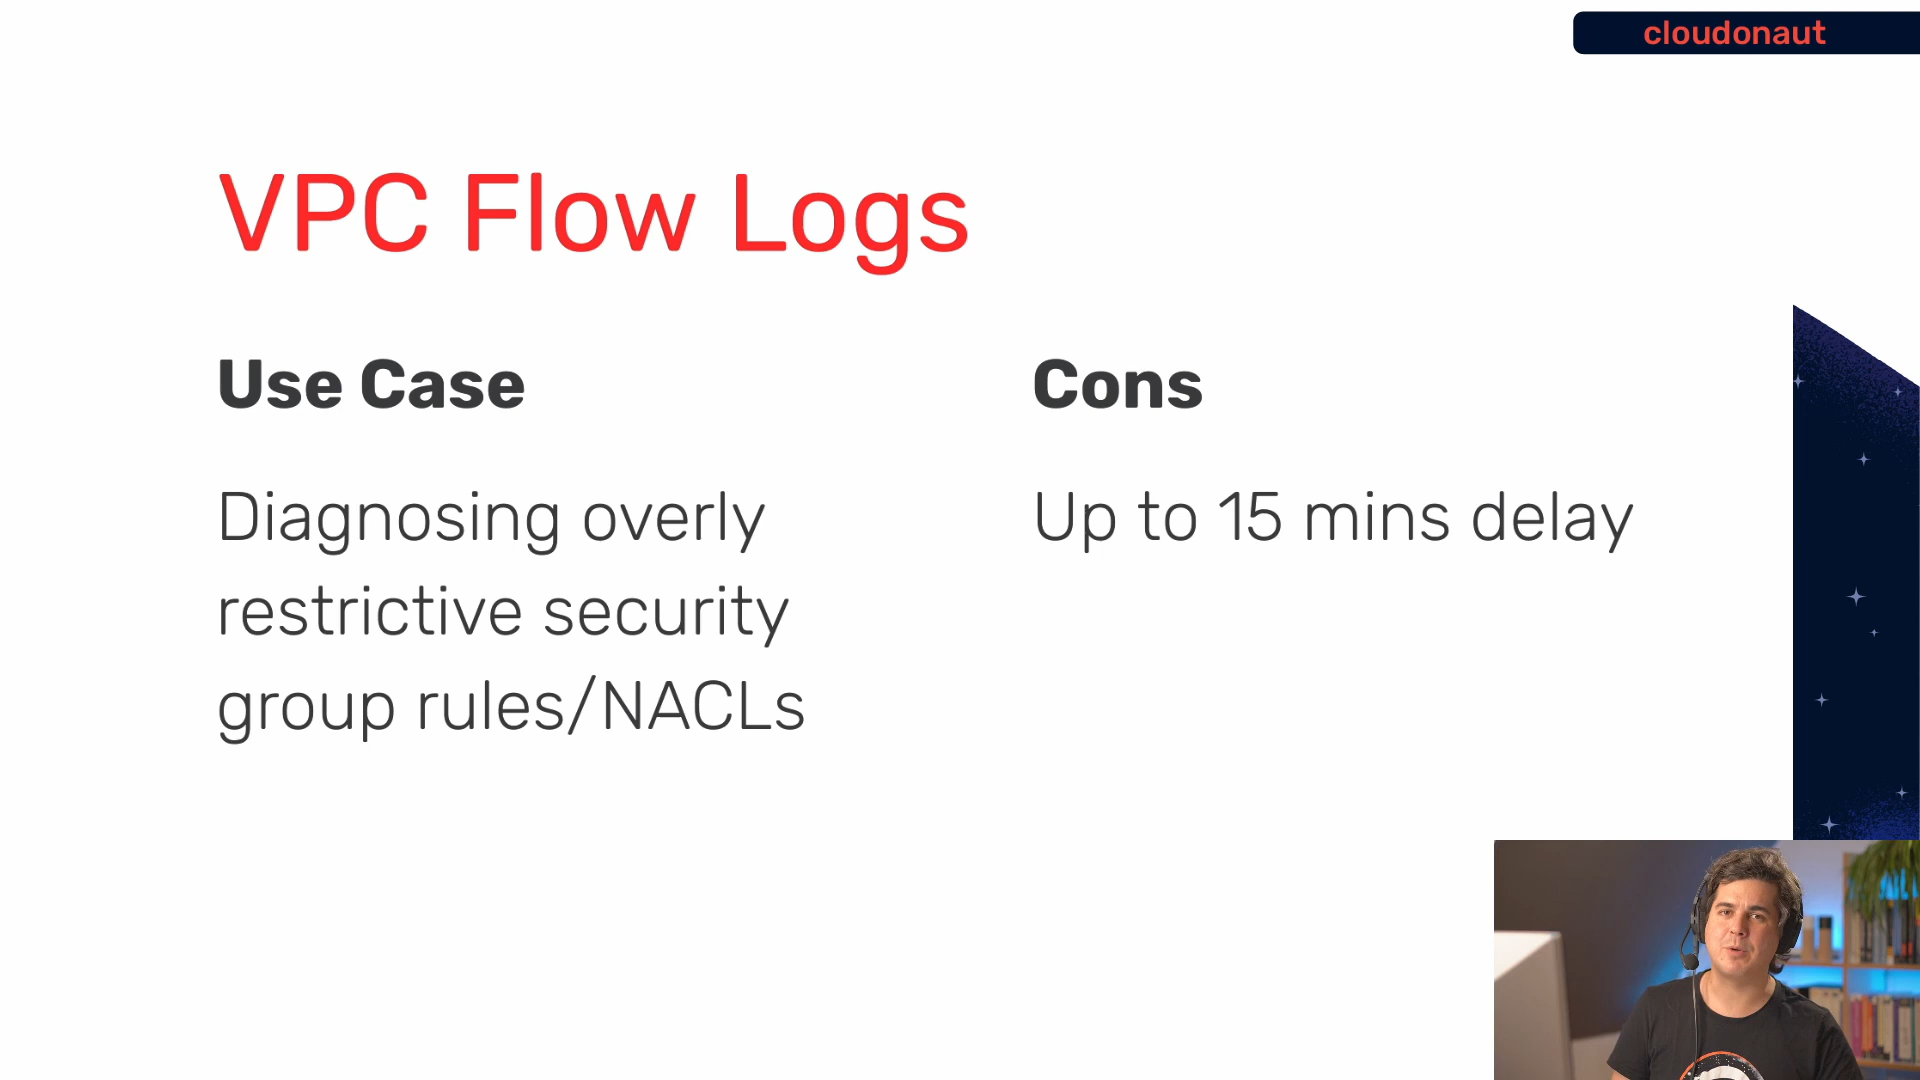 cloudonaut
VPC Flow Logs
Use Case
Diagnosing overly
restrictive security
group rules/NACLs
Cons
Up to 15 mins delay